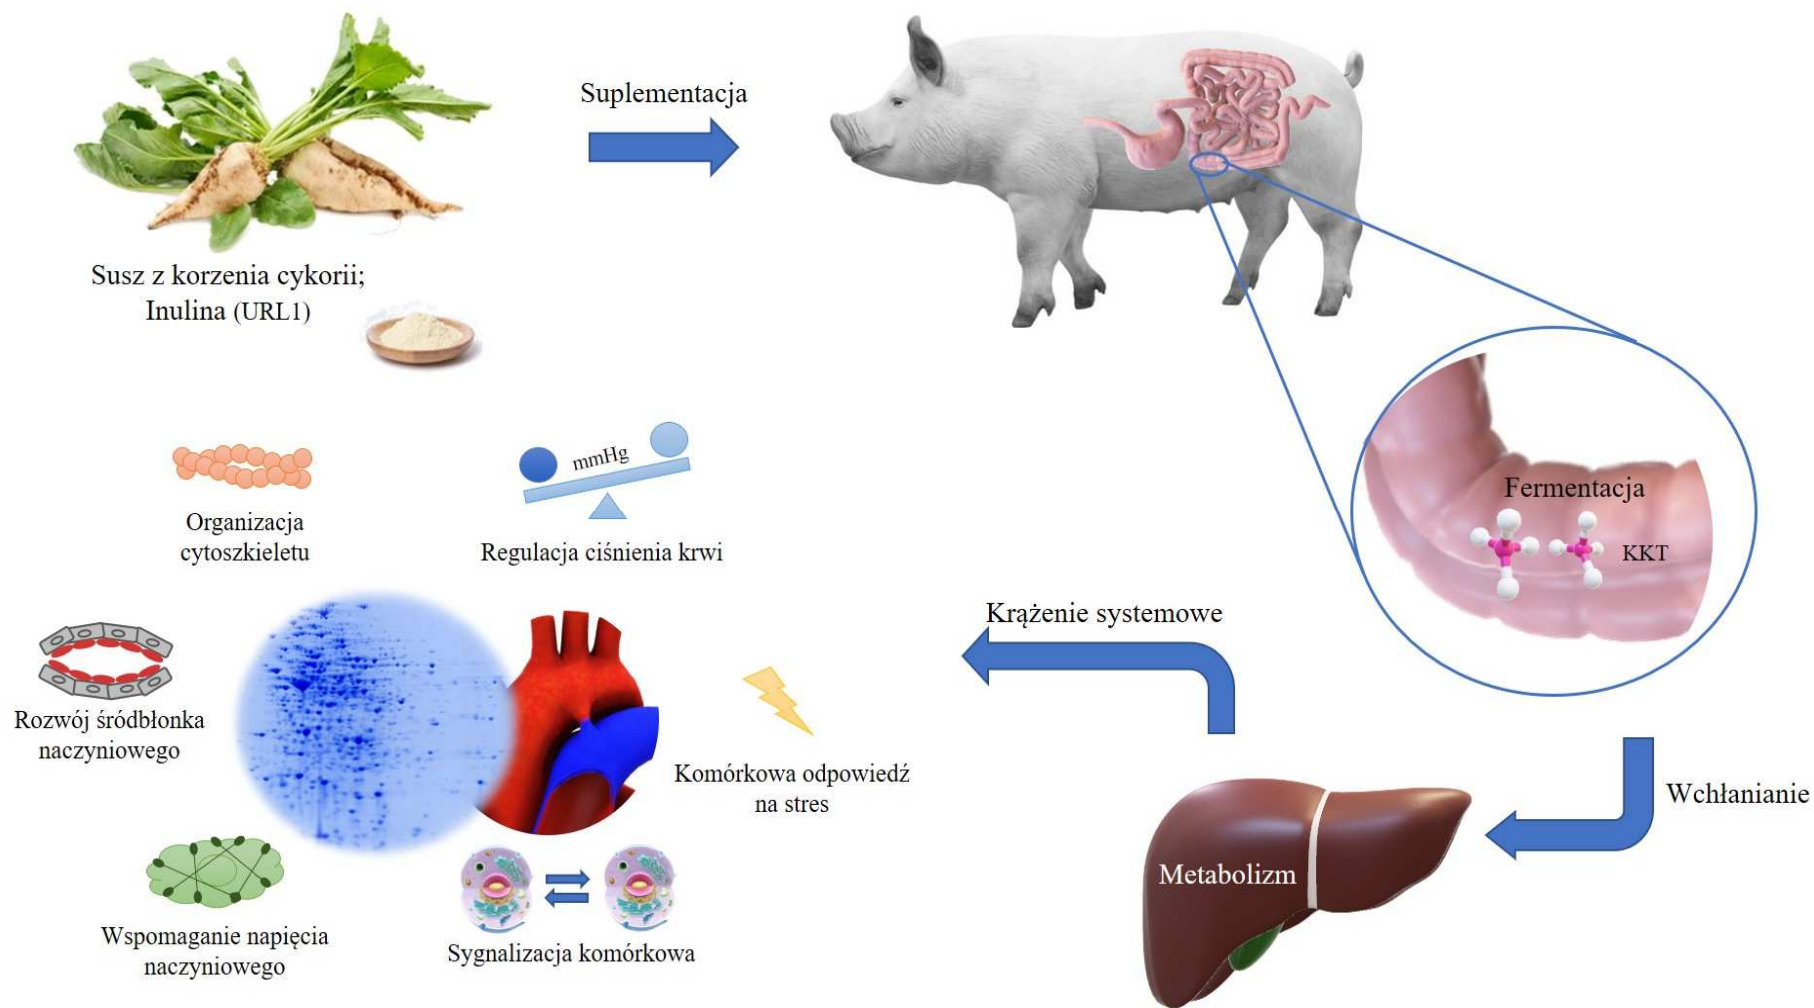 Suplementacja
Susz z korzenia cykorii;
Inulina (URL1)
Fermentacja
KKT
Wchłanianie
Metabolizm
Krążenie systemowe
Organizacja
cytoszkieletu
mmHg
Regulacja ciśnienia krwi
Rozwój śródbłonka
naczyniowego
Komórkowa odpowiedź
na stres
Wspomaganie napięcia
naczyniowego
Sygnalizacja komórkowa